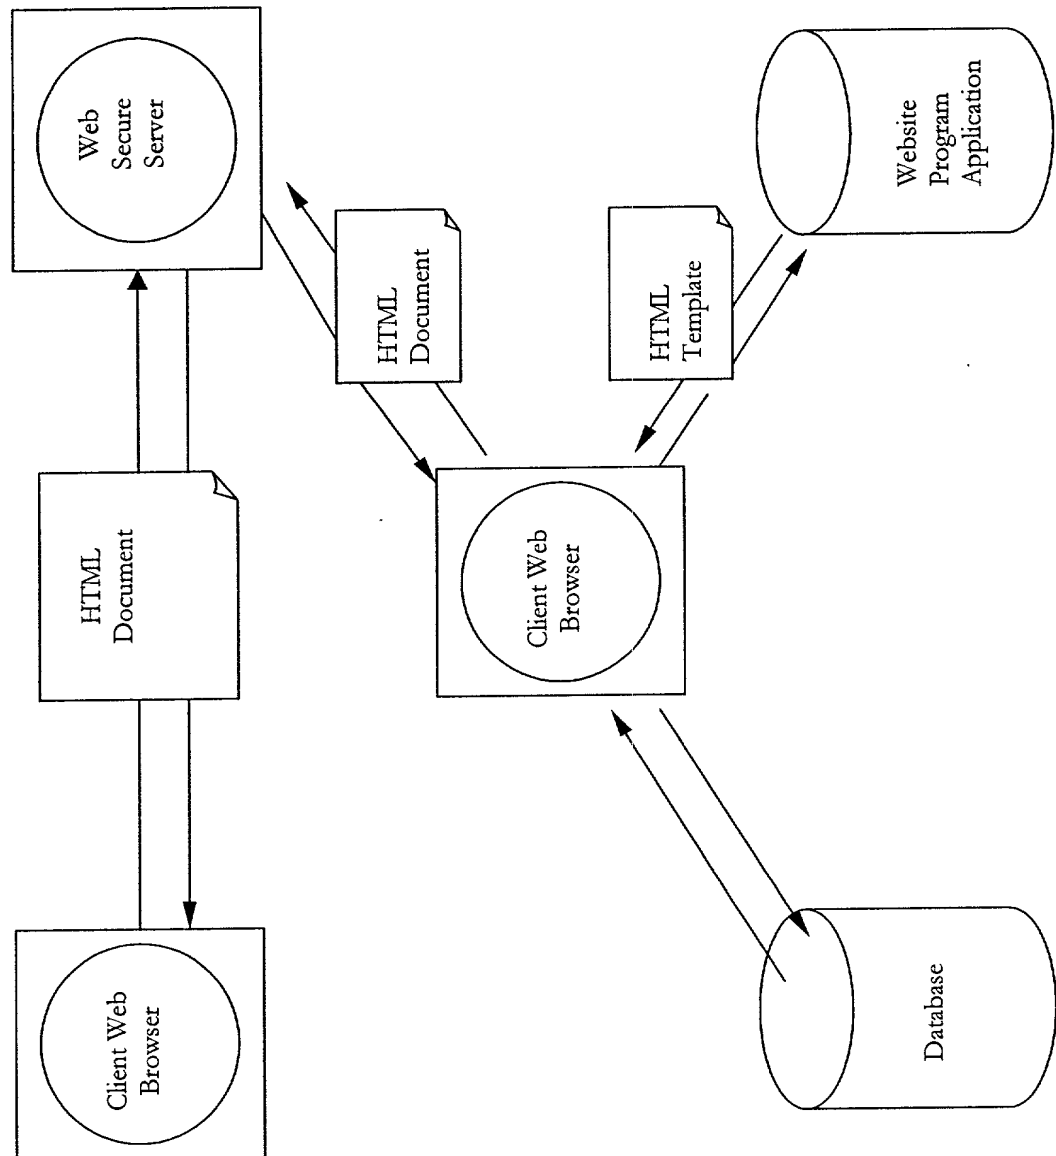 Client Web
Browser
HTML
Document
Web
Secure
Server
HTML
Document
Client Web
Browser
HTML
Template
Database
Website
Program
Application